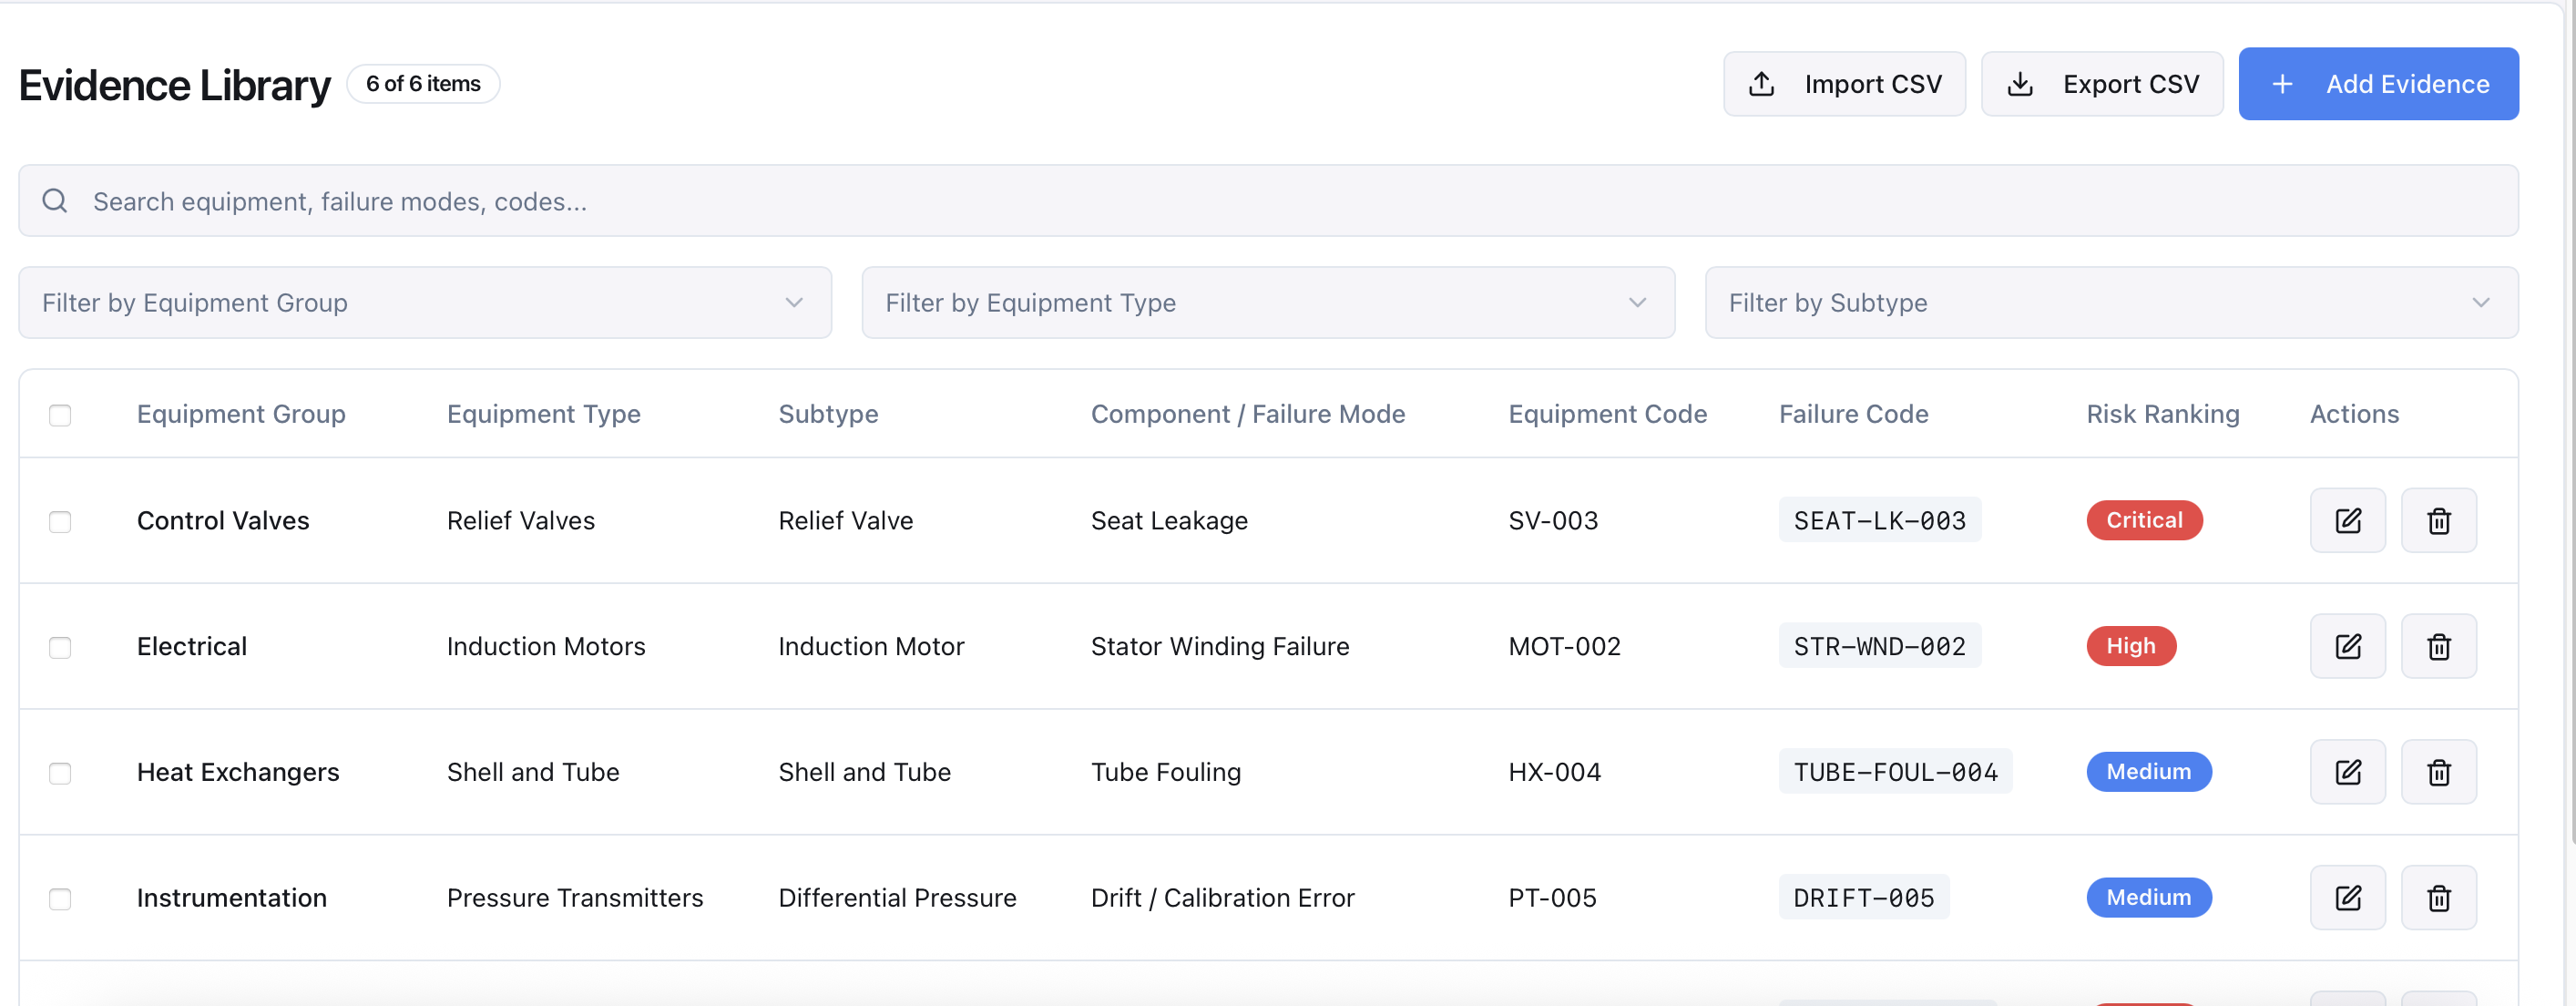 Evidence Library 6 of 6 items Import CSV Export CSV Add Evidence
Search equipment, failure modes, codes...
Filter by Equipment Group Filter by Equipment Type Filter by Subtype
Equipment Group Equipment Type Subtype Component / Failure Mode Equipment Code Failure Code Risk Ranking Actions
Control Valves Relief Valves Relief Valve Seat Leakage SV-003 SEAT-LK-003 Critical
Electrical Induction Motors Induction Motor Stator Winding Failure MOT-002 STR-WND-002 High
Heat Exchangers Shell and Tube Shell and Tube Tube Fouling HX-004 TUBE-FOUL-004 Medium
Instrumentation Pressure Transmitters Differential Pressure Drift / Calibration Error PT-005 DRIFT-005 Medium